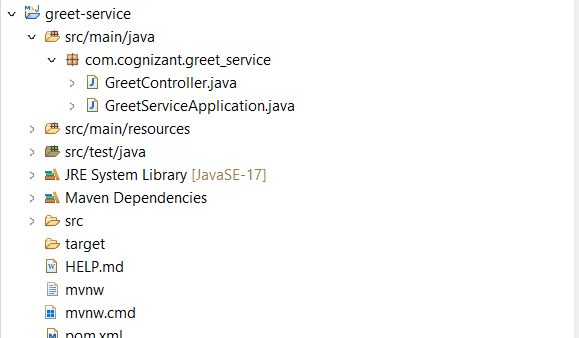 greet-service
src/main/java
com.cognizant.greet_service
GreetController.java
GreetServiceApplication.java
src/main/resources
src/test/java
JRE System Library [JavaSE-17]
Maven Dependencies
src
target
HELP.md
mvnw
mvnw.cmd
pom.xml